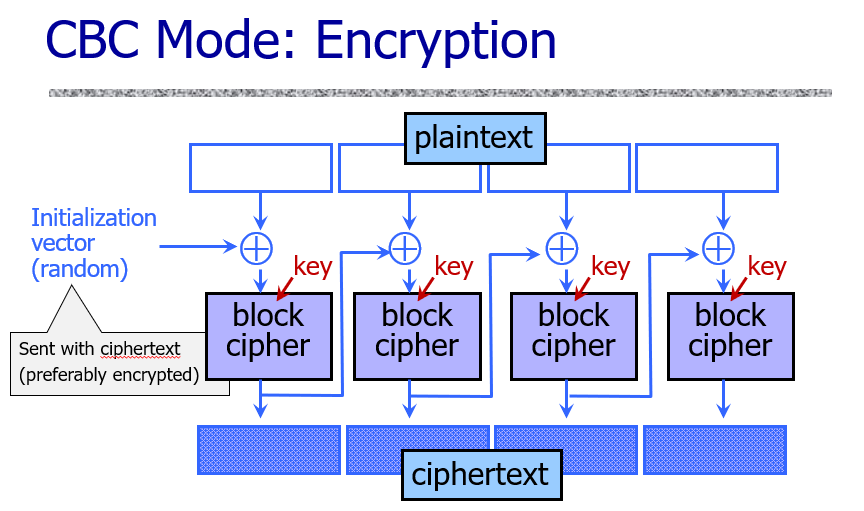 CBC Mode: Encryption
plaintext
Initialization
vector
(random)
key
key
key
key
block
cipher
block
cipher
block
cipher
block
cipher
Sent with ciphertext
(preferably encrypted)
ciphertext